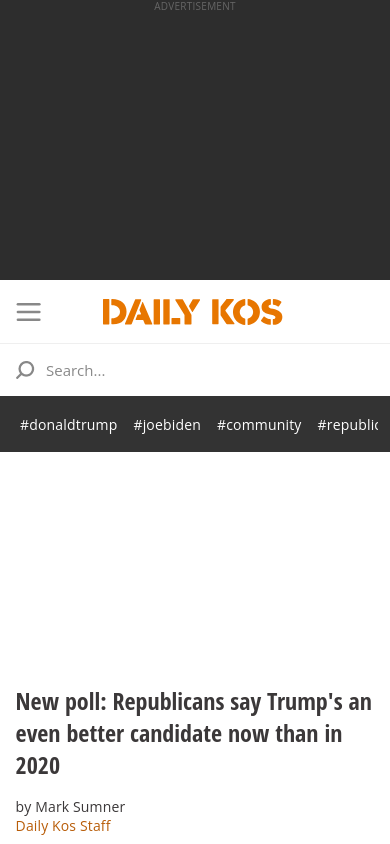 ADVERTISEMENT
DAILY KOS
Search...
#donaldtrump #joebiden #community #republic
New poll: Republicans say Trump's an
even better candidate now than in
2020
by Mark Sumner
Daily Kos Staff